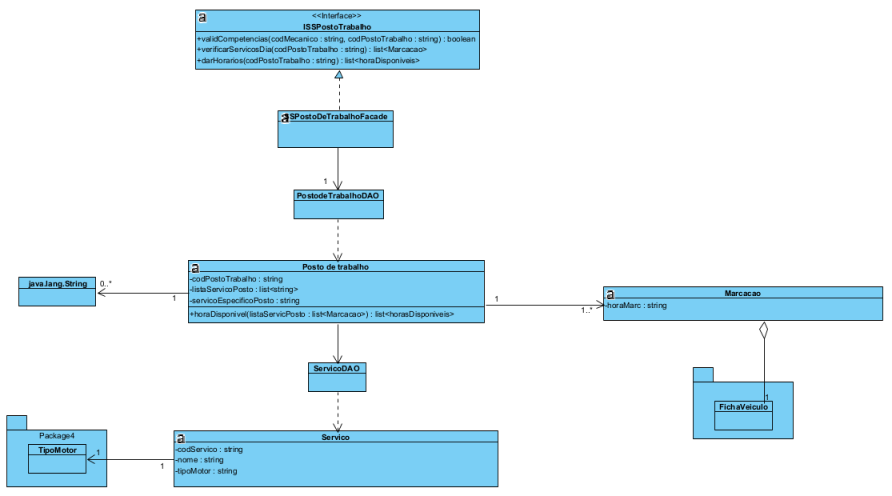 a
<<Interface>>
ISSPostoTrabalho
+validCompetencias(codMecanico : string, codPostoTrabalho : string) : boolean
+verificarServicosDia(codPostoTrabalho : string) : list<Marcacao>
+darHorarios(codPostoTrabalho : string) : list<horaDisponiveis>
a
SSPostoDeTrabalhoFacade
1
PostodeTrabalhoDAO
a
Posto de trabalho
-codPostoTrabalho : string
-listaServicoPosto : list<string>
-servicoEspecificoPosto : string
+horaDisponivel(listaServicPosto : list<Marcacao>) : list<horasDisponiveis>
java.lang.String
0..*
1
1
1..*
a
Marcacao
-horaMarc : string
ServicoDAO
1
FichaVeiculo
Package4
TipoMotor
1
1
a
Servico
-codServico : string
-nome : string
-tipoMotor : string